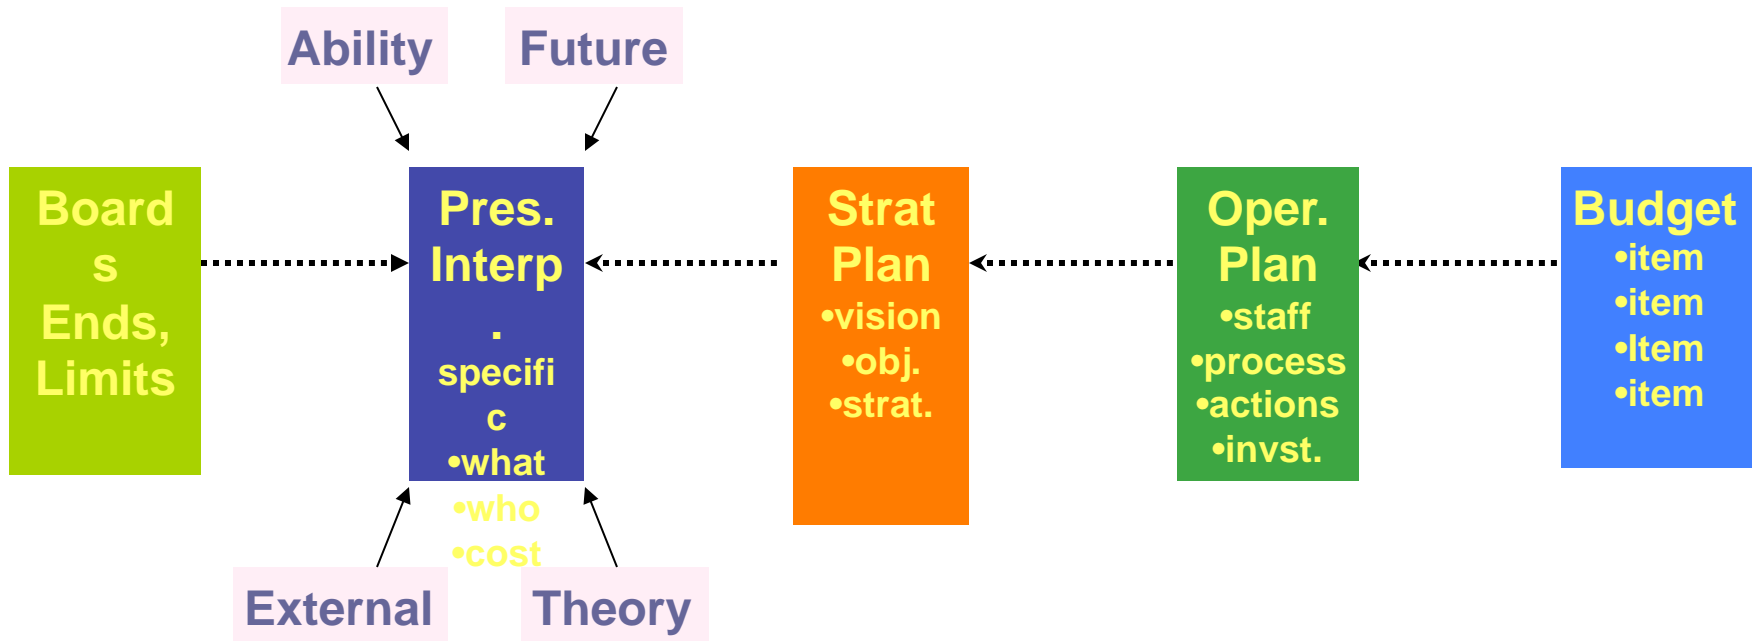 Ability
Future
Board
s
Ends,
Limits
Pres.
Interp
.
specifi
c
•what
•who
•cost
Strat
Plan
•vision
•obj.
•strat.
Oper.
Plan
•staff
•process
•actions
•invst.
Budget
•item
•item
•Item
•item
External
Theory